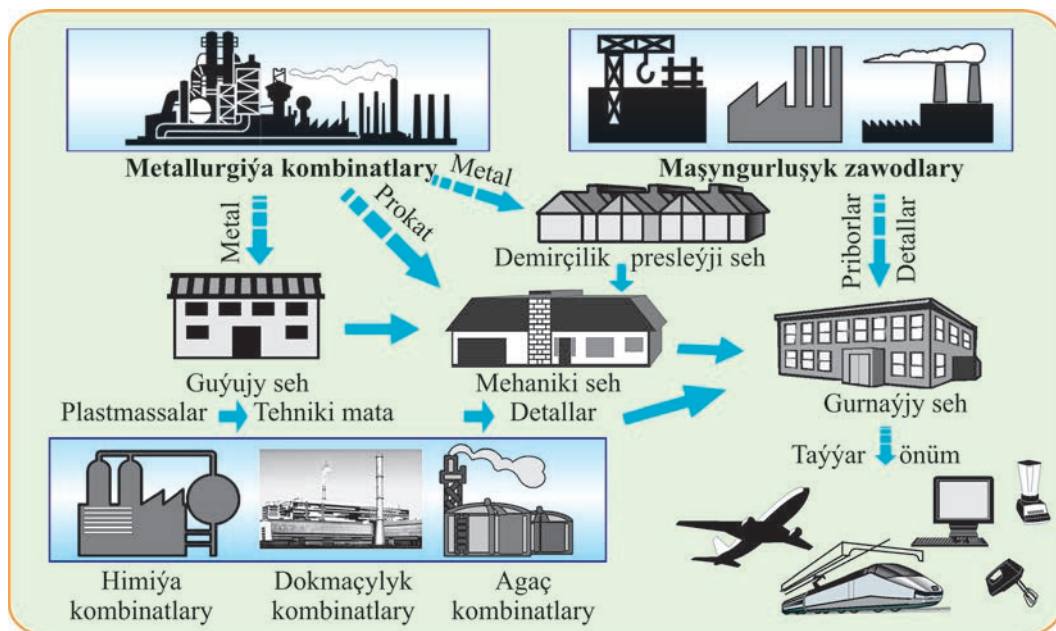 Metallurgiýa kombinatlary
Maşyngurluşyk zawodlary
Metal
Prokat
Metal
Demirçilik presleýji seh
Priborlar
Detallar
Guýujy seh
Mehaniki seh
Gurnaýjy seh
Plastmassalar
Tehniki mata
Detallar
Taýýar önüm
Himiýa
kombinatlary
Dokmaçylyk
kombinatlary
Agaç
kombinatlary